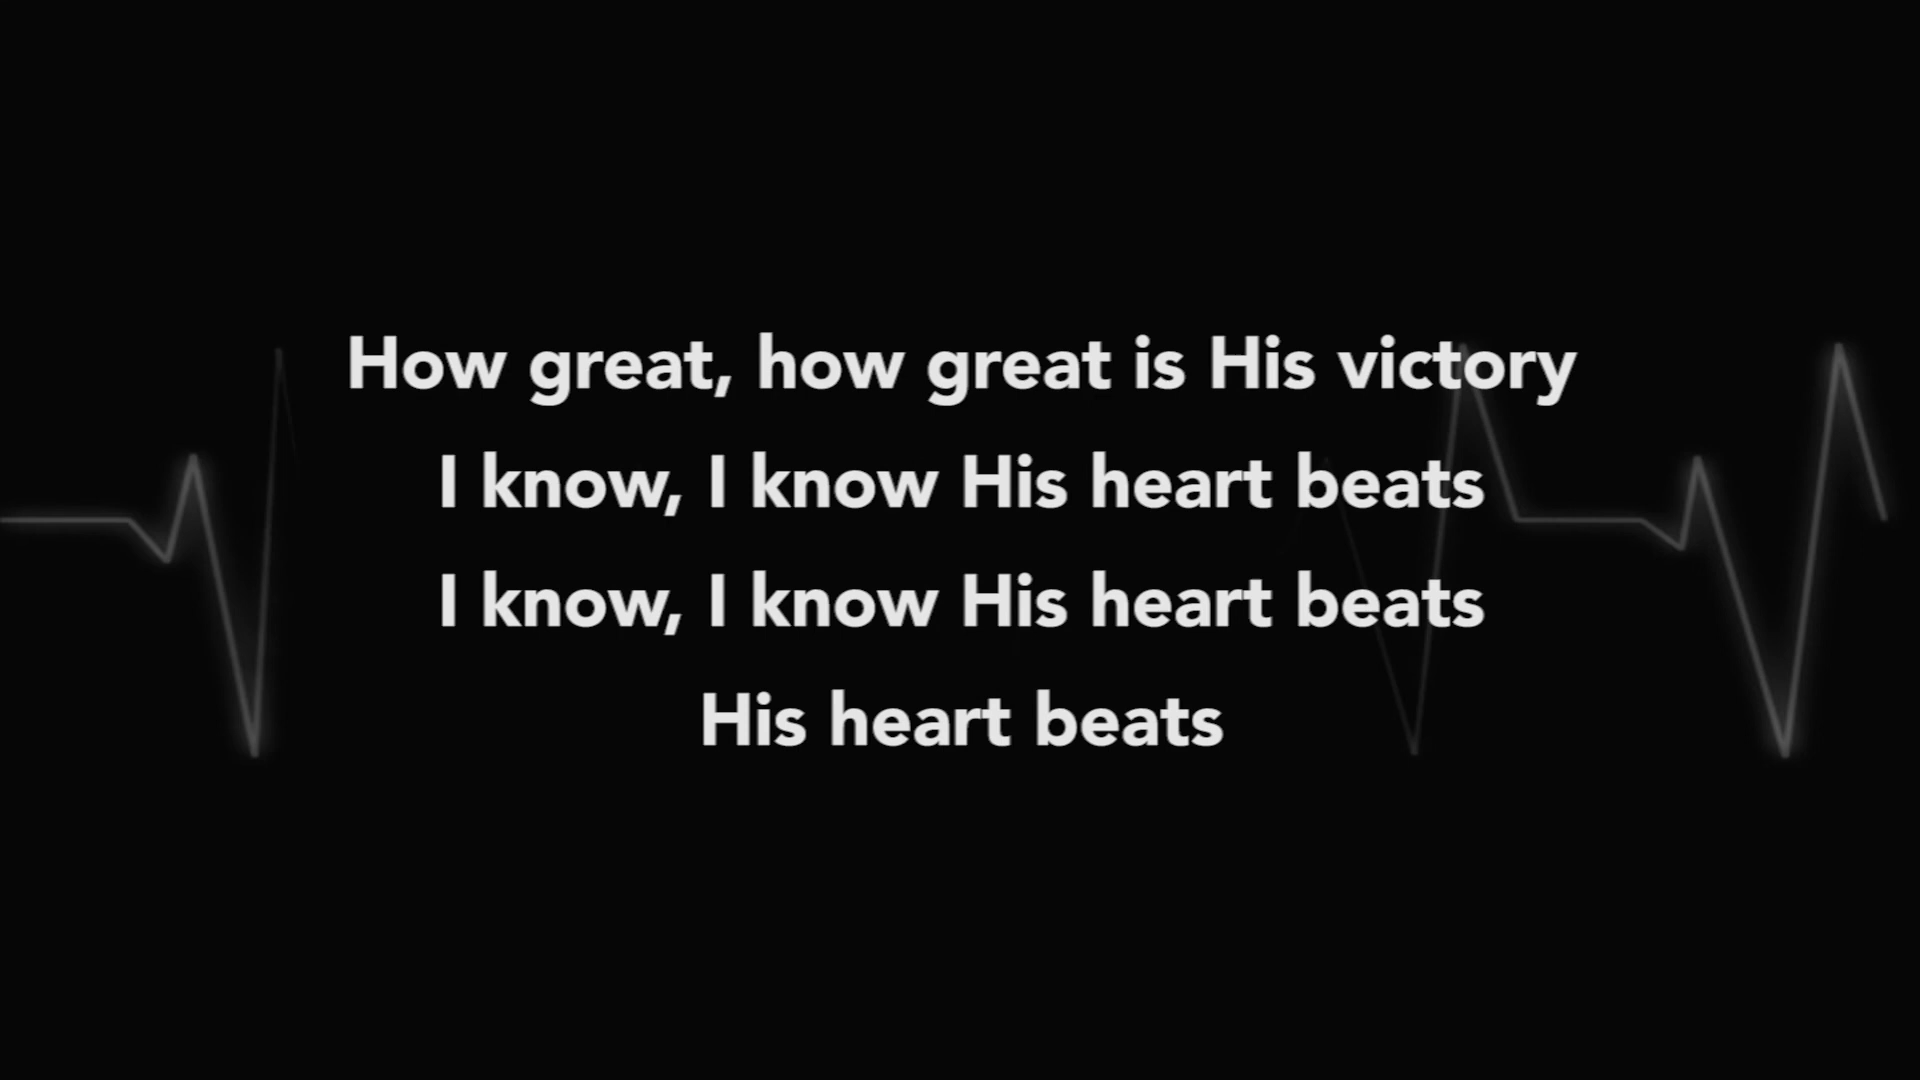 How great, how great is His victory
I know, I know His heart beats
I know, I know His heart beats
His heart beats